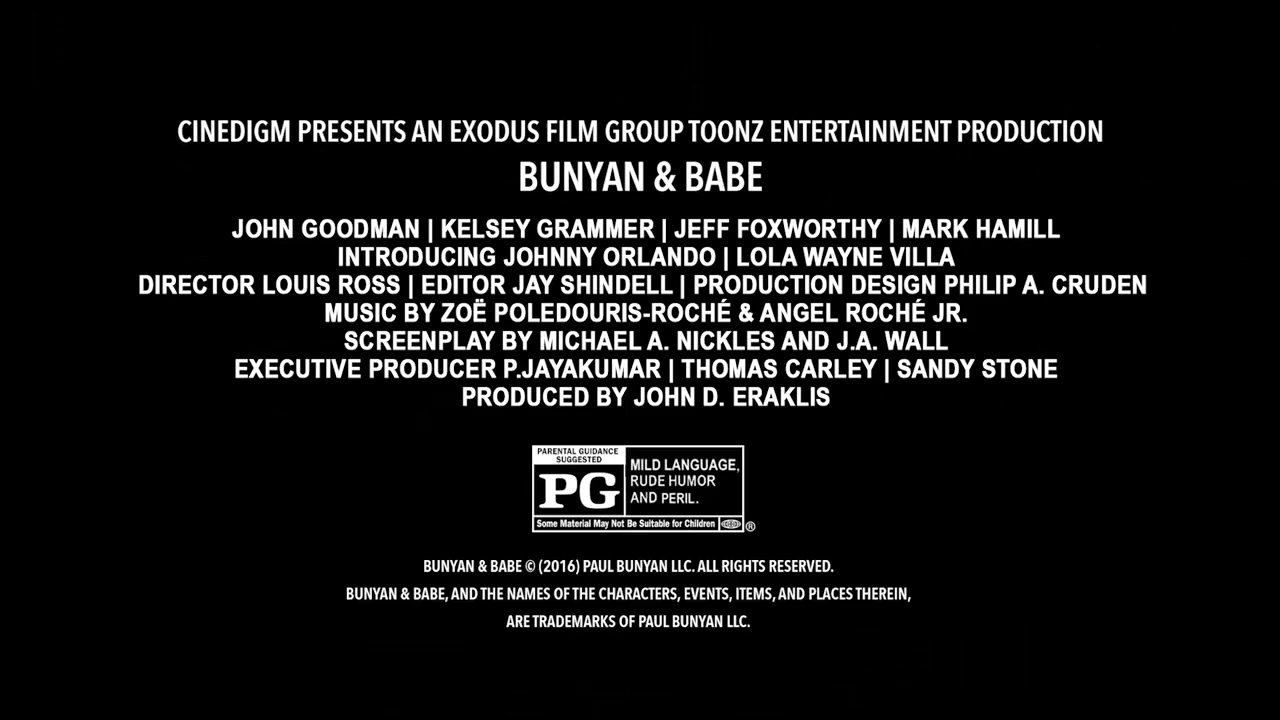 CINEDIGM PRESENTS AN EXODUS FILM GROUP TOONZ ENTERTAINMENT PRODUCTION
BUNYAN & BABE
JOHN GOODMAN | KELSEY GRAMMER | JEFF FOXWORTHY | MARK HAMILL
INTRODUCING JOHNNY ORLANDO | LOLA WAYNE VILLA
DIRECTOR LOUIS ROSS | EDITOR JAY SHINDELL | PRODUCTION DESIGN PHILIP A. CRUDEN
MUSIC BY ZOË POLEDOURIS-ROCHÉ & ANGEL ROCHÉ JR.
SCREENPLAY BY MICHAEL A. NICKLES AND J.A. WALL
EXECUTIVE PRODUCER P.JAYAKUMAR | THOMAS CARLEY | SANDY STONE
PRODUCED BY JOHN D. ERAKLIS
PARENTAL GUIDANCE
SUGGESTED
PG
MILD LANGUAGE,
RUDE HUMOR
AND PERIL.
Some Material May Not Be Suitable for Children
®
BUNYAN & BABE © (2016) PAUL BUNYAN LLC. ALL RIGHTS RESERVED.
BUNYAN & BABE, AND THE NAMES OF THE CHARACTERS, EVENTS, ITEMS, AND PLACES THEREIN,
ARE TRADEMARKS OF PAUL BUNYAN LLC.